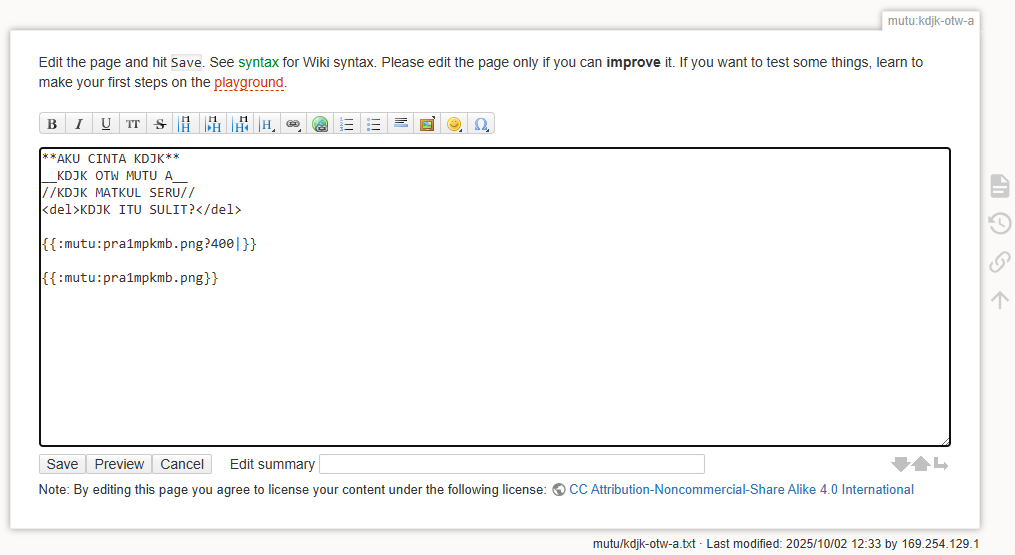 mutu:kdjk-otw-a
Edit the page and hit Save. See syntax for Wiki syntax. Please edit the page only if you can improve it. If you want to test some things, learn to
make your first steps on the playground.
B I U TT S H H H H H H H Ω
**AKU CINTA KDJK**
__KDJK OTW MUTU A__
//KDJK MATKUL SERU//
<del>KDJK ITU SULIT?</del>
{{:mutu:pra1mpkmb.png?400|}}
{{:mutu:pra1mpkmb.png}}
Save Preview Cancel Edit summary
Note: By editing this page you agree to license your content under the following license: CC Attribution-Noncommercial-Share Alike 4.0 International
mutu/kdjk-otw-a.txt · Last modified: 2025/10/02 12:33 by 169.254.129.1